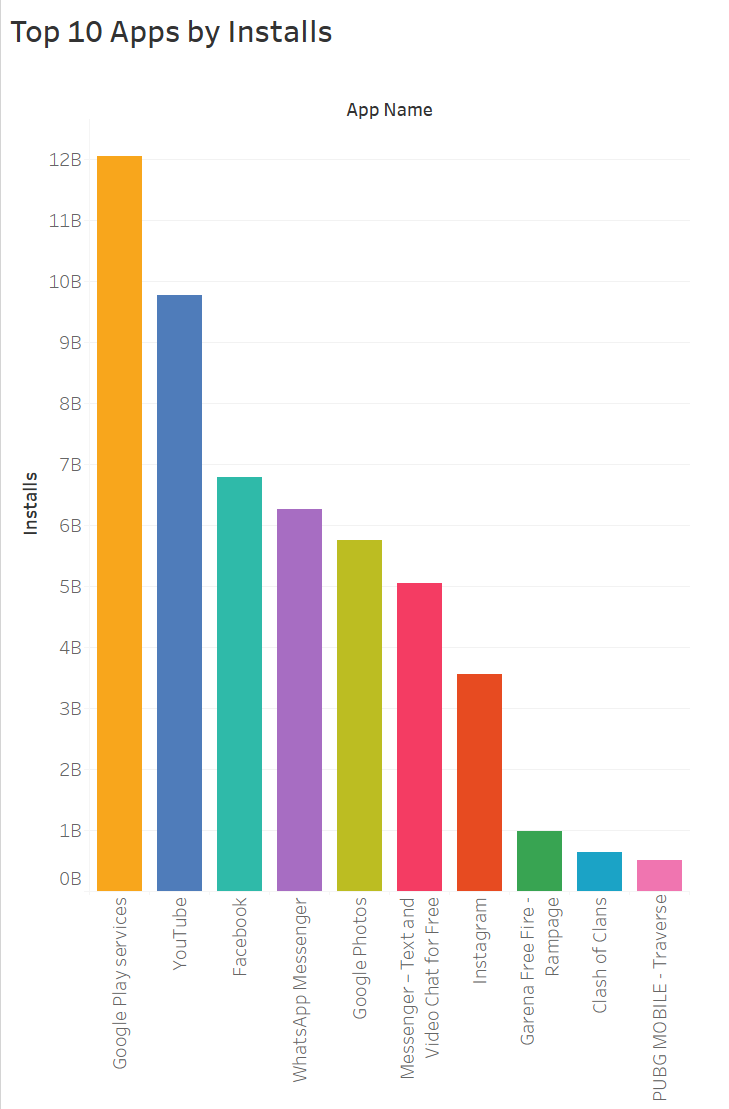 Top 10 Apps by Installs
App Name
12B
11B
10B
9B
8B
7B
6B
5B
4B
3B
2B
1B
0B
Installs
Google Play services
YouTube
Facebook
WhatsApp Messenger
Google Photos
Messenger – Text and
Video Chat for Free
Instagram
Garena Free Fire -
Rampage
Clash of Clans
PUBG MOBILE - Traverse